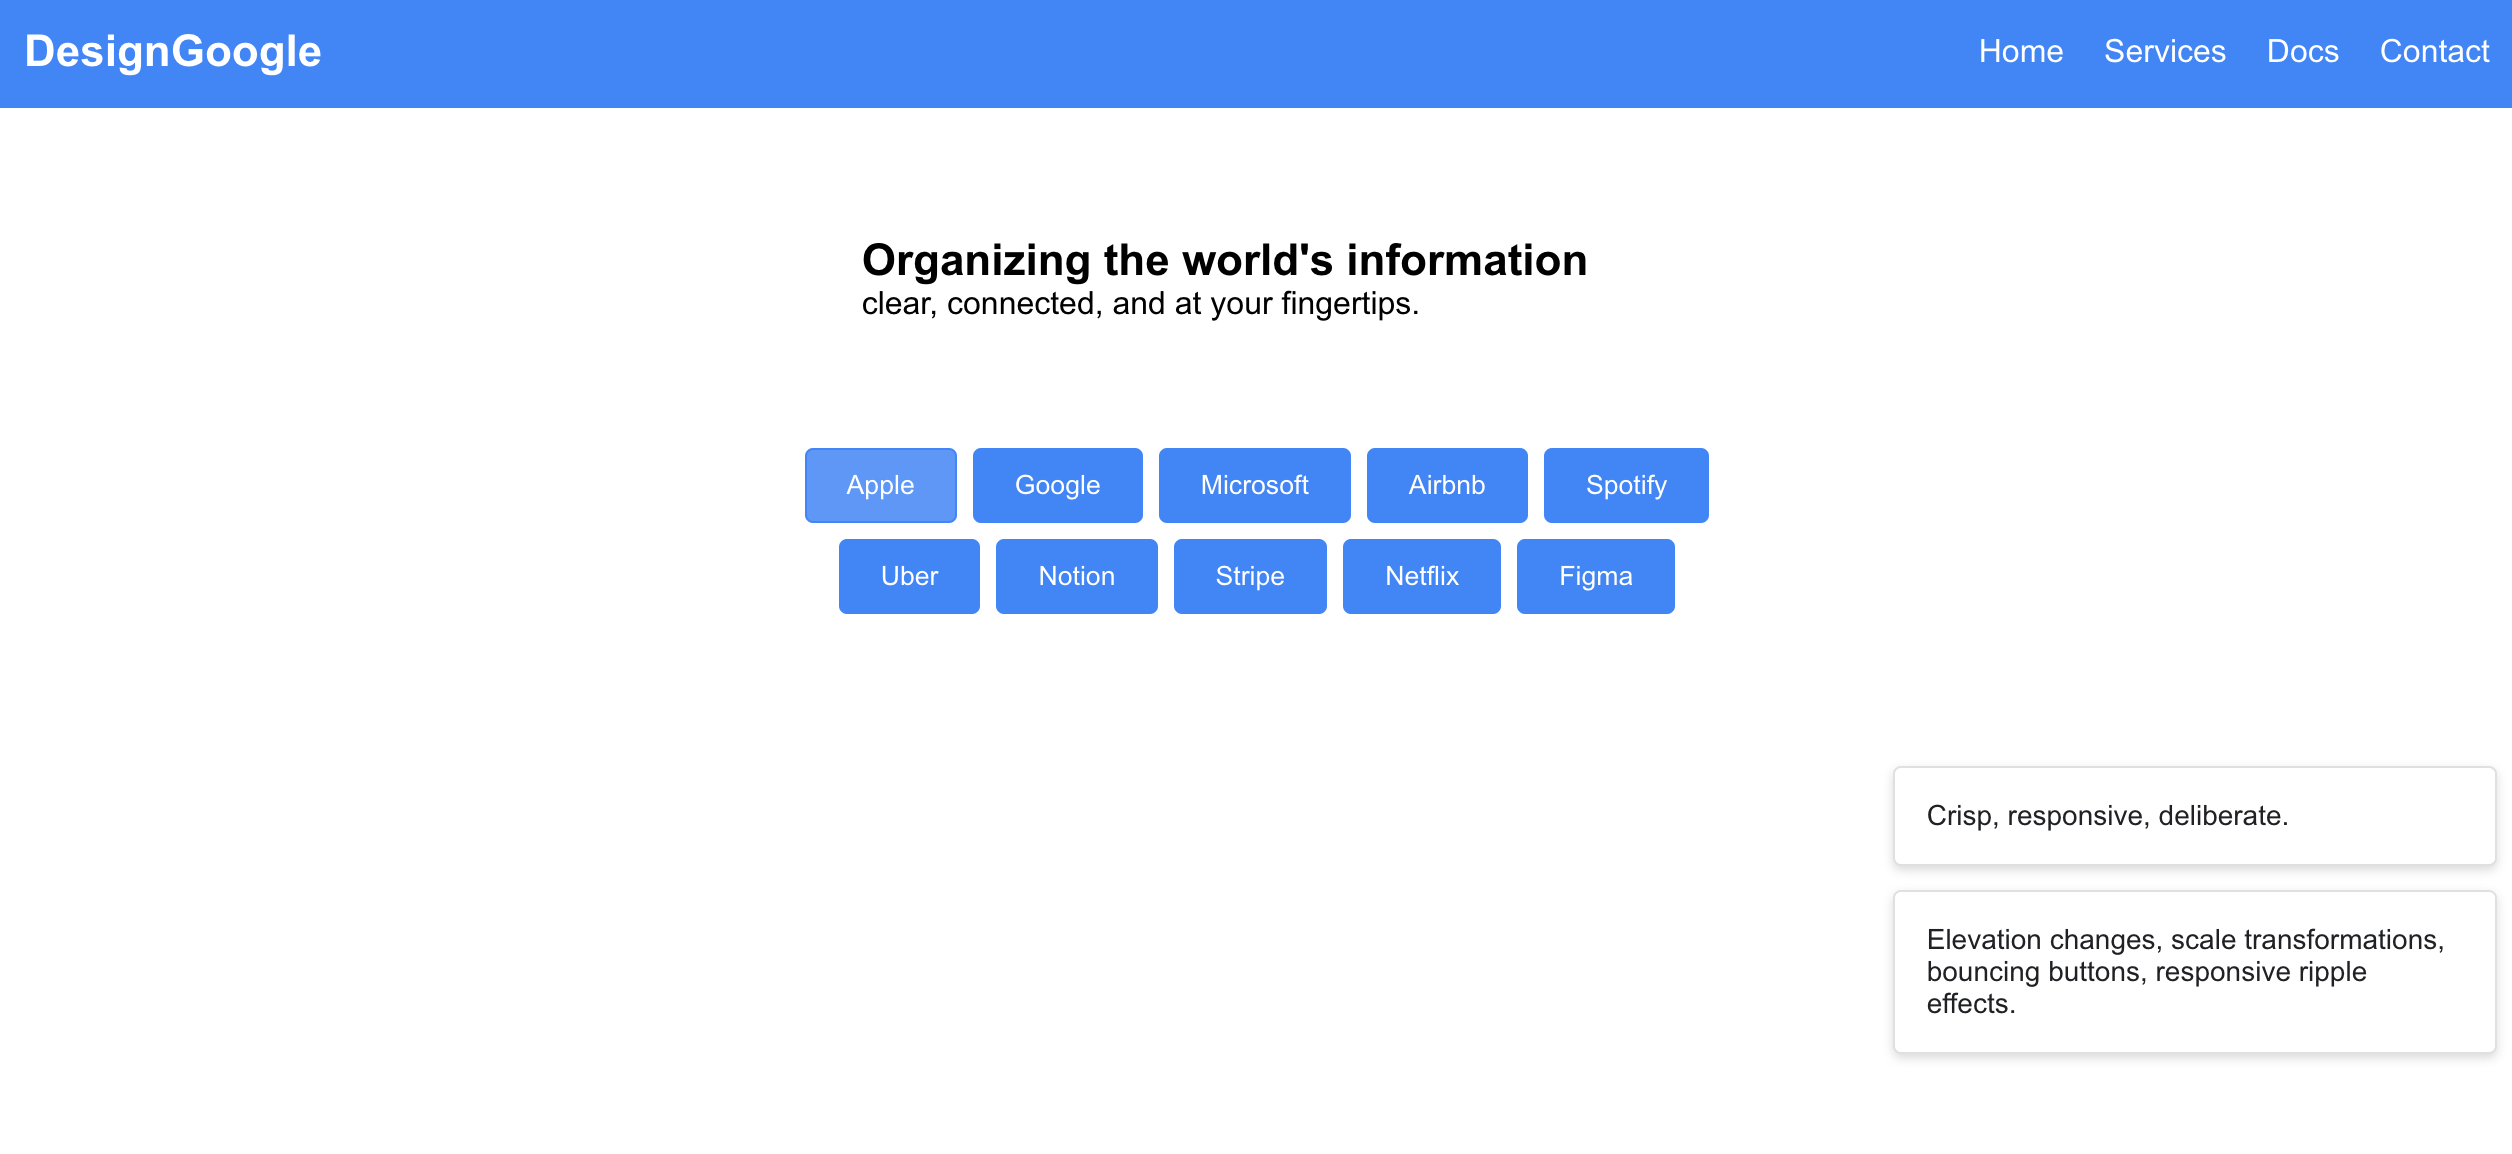 DesignGoogle
Home Services Docs Contact
Organizing the world's information
clear, connected, and at your fingertips.
Apple Google Microsoft Airbnb Spotify
Uber Notion Stripe Netflix Figma
Crisp, responsive, deliberate.
Elevation changes, scale transformations,
bouncing buttons, responsive ripple
effects.